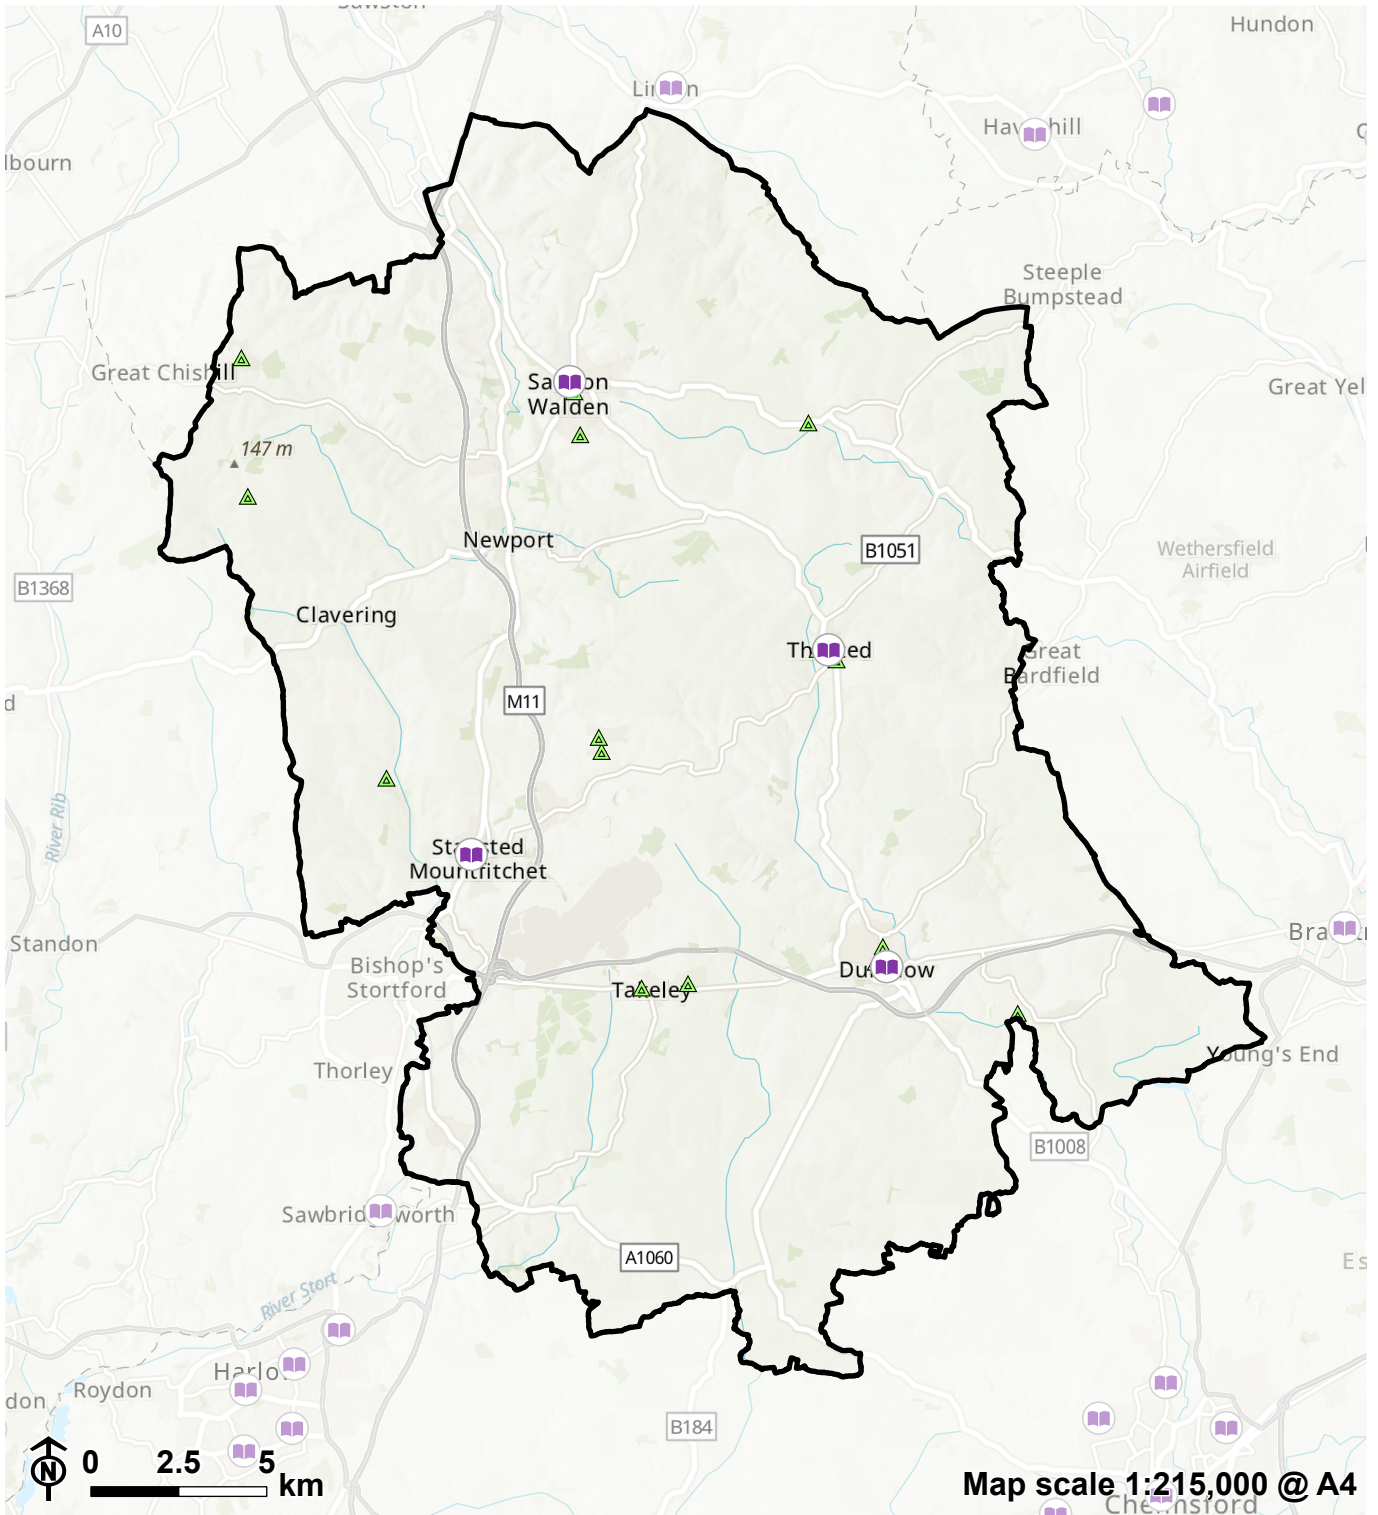 A10
Hundon
Great Chishill
Steeple
Bumpstead
147 m
Walden
Newport
B1051
Wethersfield
Airfield
B1368
Clavering
Great
Bardfield
M11
River Rib
Mountfitchet
Standon
Bishop's
Stortford
Takeley
Thorley
Young's End
B1008
A1060
River Stort
Roydon
B184
0 2.5 5
km
N
Map scale 1:215,000 @ A4